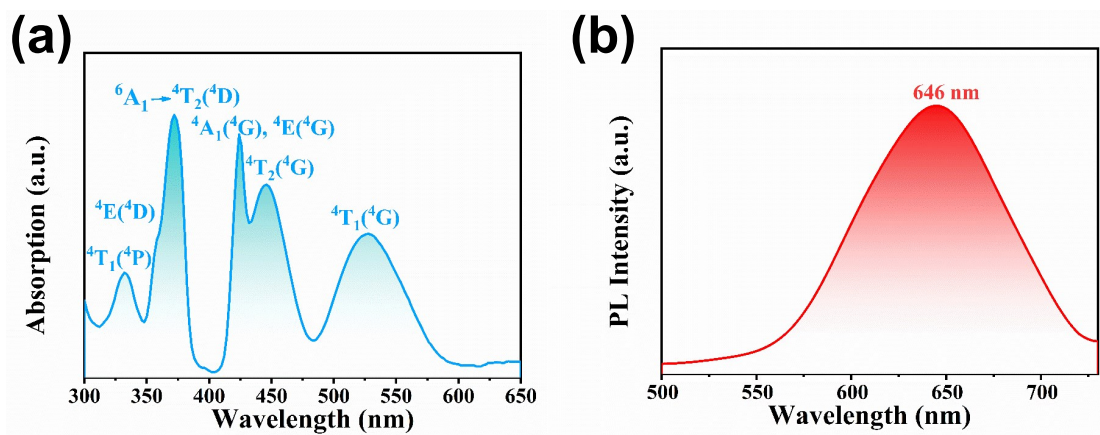 (a)
⁶A₁→⁴T₂(⁴D)
⁴A₁(⁴G), ⁴E(⁴G)
⁴T₂(⁴G)
⁴E(⁴D)
⁴T₁(⁴G)
⁴T₁(⁴P)
Absorption (a.u.)
300 350 400 450 500 550 600 650
Wavelength (nm)
(b)
646 nm
PL Intensity (a.u.)
500 550 600 650 700
Wavelength (nm)